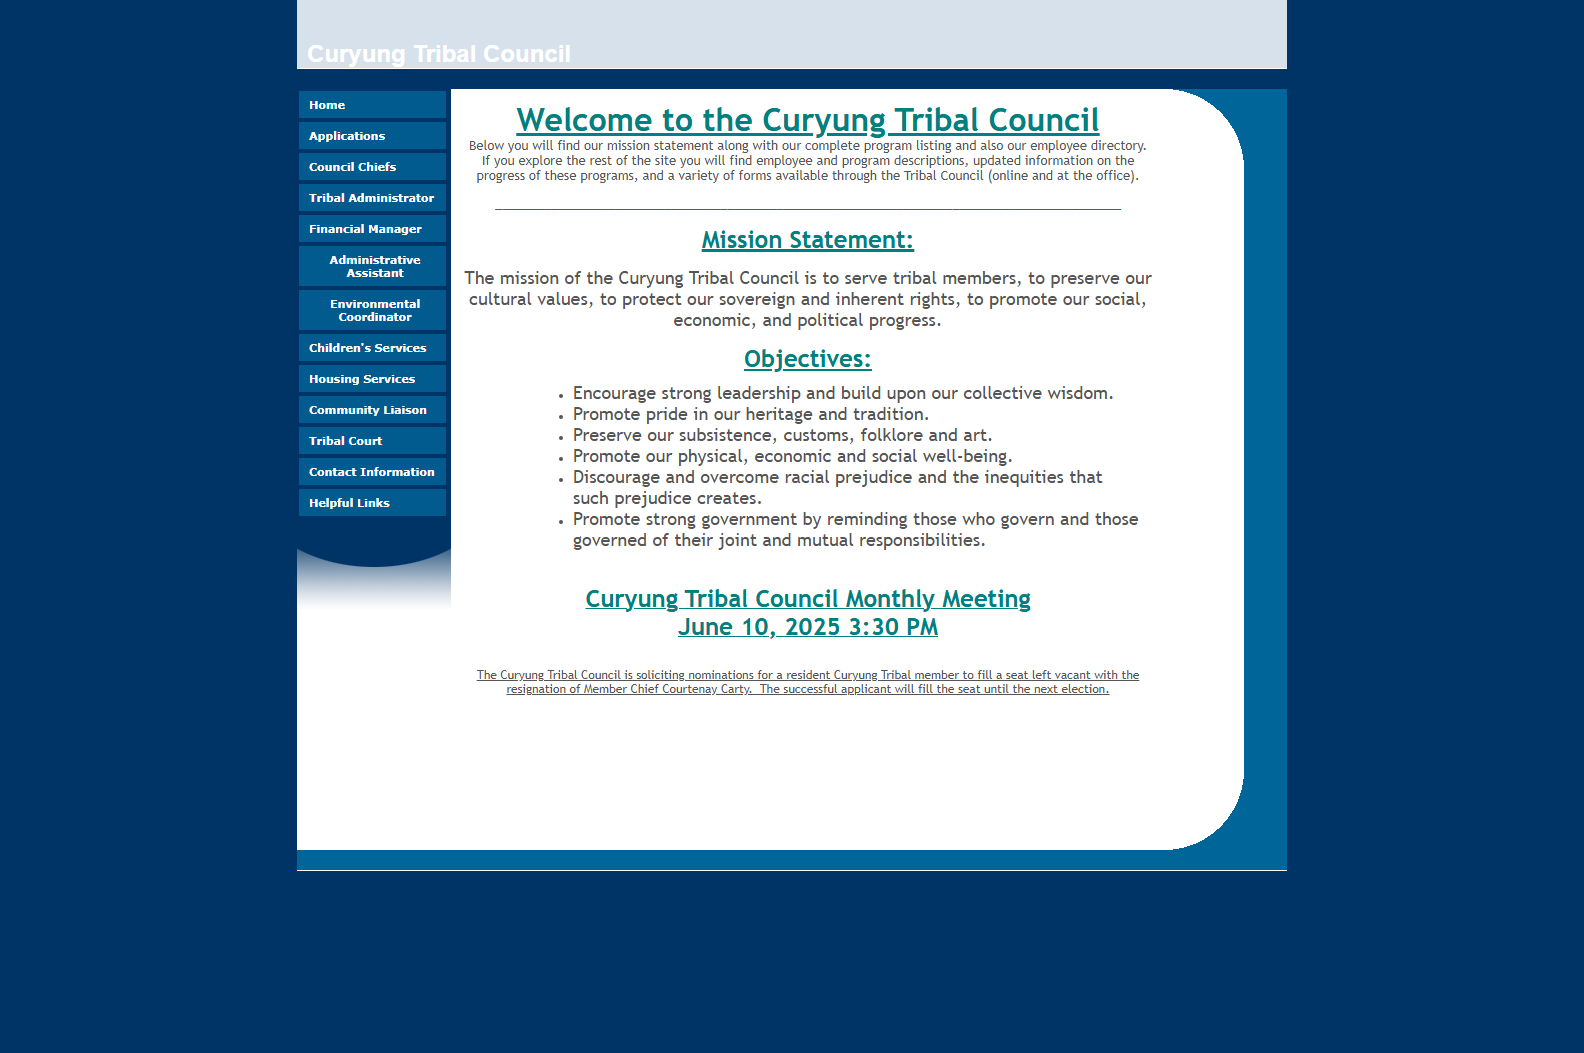 Curyung Tribal Council
Home
Applications
Council Chiefs
Tribal Administrator
Financial Manager
Administrative
Assistant
Environmental
Coordinator
Children's Services
Housing Services
Community Liaison
Tribal Court
Contact Information
Helpful Links
Welcome to the Curyung Tribal Council
Below you will find our mission statement along with our complete program listing and also our employee directory.
If you explore the rest of the site you will find employee and program descriptions, updated information on the
progress of these programs, and a variety of forms available through the Tribal Council (online and at the office).
Mission Statement:
The mission of the Curyung Tribal Council is to serve tribal members, to preserve our
cultural values, to protect our sovereign and inherent rights, to promote our social,
economic, and political progress.
Objectives:
Encourage strong leadership and build upon our collective wisdom.
Promote pride in our heritage and tradition.
Preserve our subsistence, customs, folklore and art.
Promote our physical, economic and social well-being.
Discourage and overcome racial prejudice and the inequities that
such prejudice creates.
Promote strong government by reminding those who govern and those
governed of their joint and mutual responsibilities.
Curyung Tribal Council Monthly Meeting
June 10, 2025 3:30 PM
The Curyung Tribal Council is soliciting nominations for a resident Curyung Tribal member to fill a seat left vacant with the
resignation of Member Chief Courtenay Carty.  The successful applicant will fill the seat until the next election.